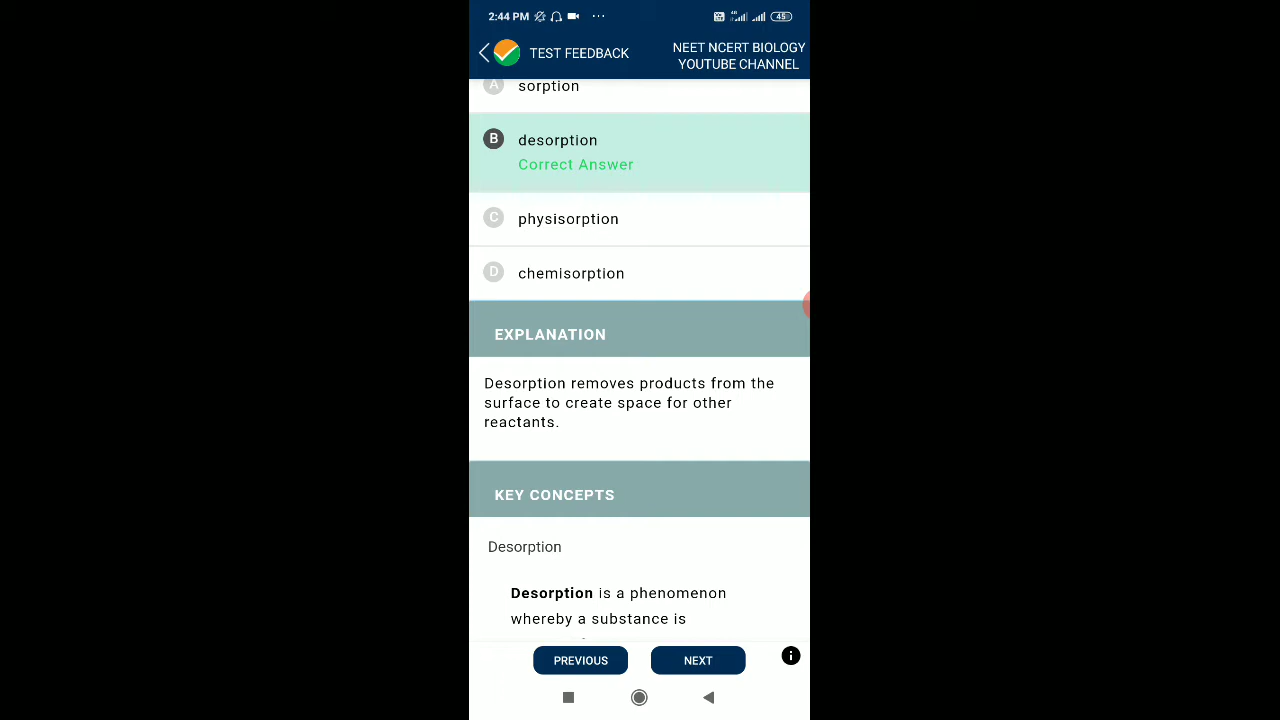 2:44 PM ... 4G 45
TEST FEEDBACK
NEET NCERT BIOLOGY
YOUTUBE CHANNEL
A sorption
B desorption
Correct Answer
C physisorption
D chemisorption
EXPLANATION
Desorption removes products from the
surface to create space for other
reactants.
KEY CONCEPTS
Desorption
Desorption is a phenomenon
whereby a substance is
PREVIOUS NEXT i